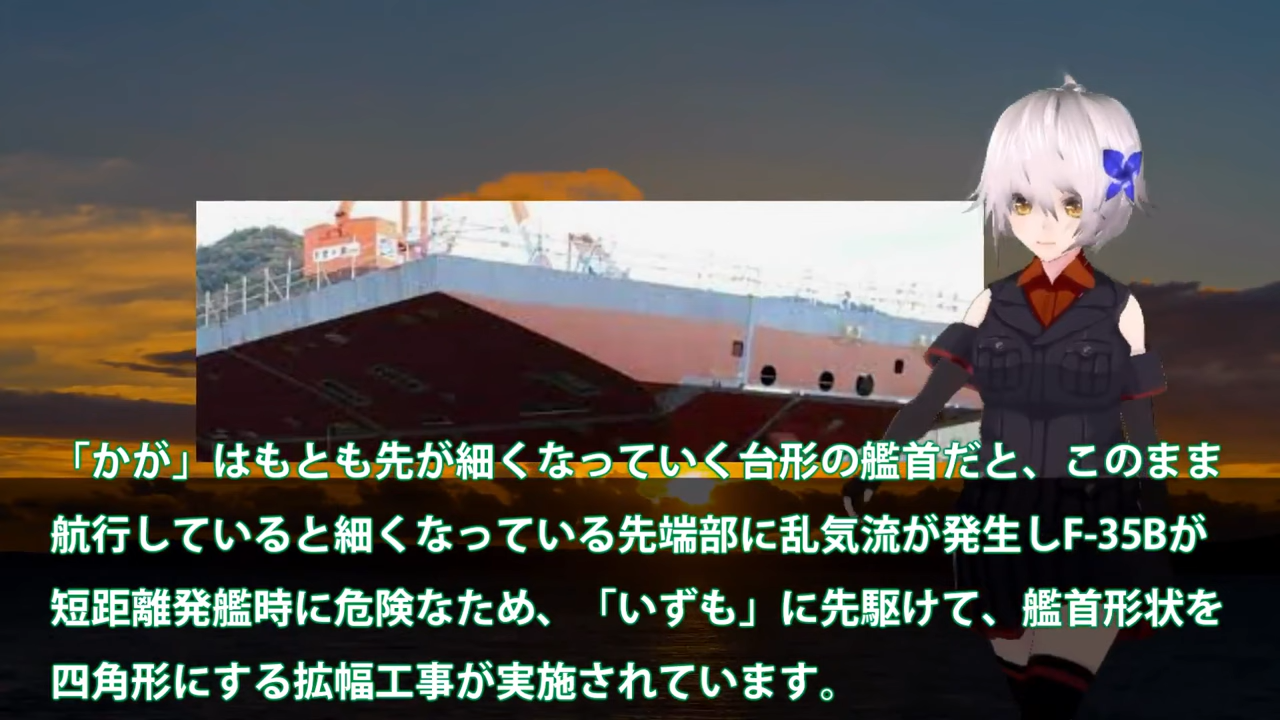 「かが」はもとも先が細くなっていく台形の艦首だと、このまま
航行していると細くなっている先端部に乱気流が発生しF-35Bが
短距離発艦時に危険なため、「いずも」に先駆けて、艦首形状を
四角形にする拡幅工事が実施されています。